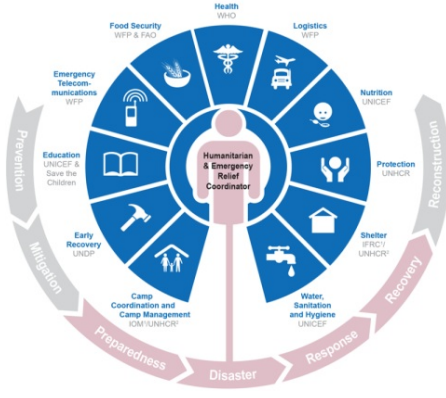 Health
WHO
Logistics
WFP
Nutrition
UNICEF
Protection
UNHCR
Shelter
IFRC¹/
UNHCR²
Water,
Sanitation
and Hygiene
UNICEF
Camp
Coordination and
Camp Management
IOM¹/UNHCR²
Early
Recovery
UNDP
Education
UNICEF &
Save the
Children
Emergency
Telecom-
munications
WFP
Food Security
WFP & FAO
Humanitarian
& Emergency
Relief
Coordinator
Prevention
Mitigation
Preparedness
Disaster
Response
Recovery
Reconstruction